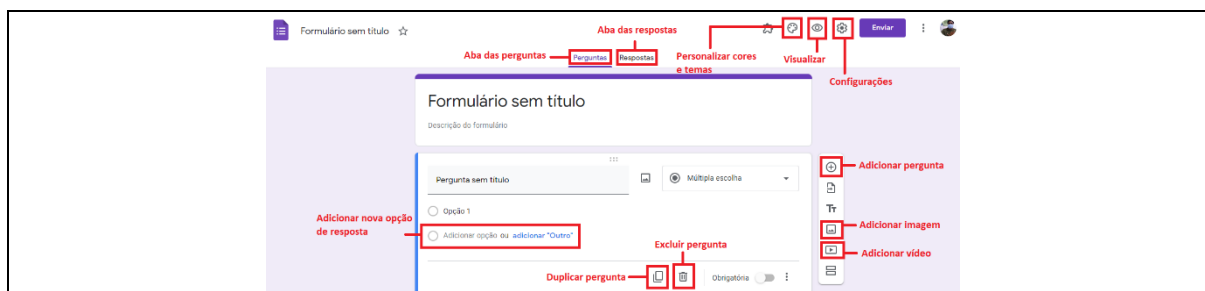 Formulário sem título
Aba das respostas
Enviar
Aba das perguntas
Perguntas
Respostas
Personalizar cores
e temas
Visualizar
Configurações
Formulário sem título
Descrição do formulário
Adicionar pergunta
Pergunta sem título
Múltipla escolha
Opção 1
Tт
Adicionar nova opção
de resposta
Adicionar opção ou adicionar "Outro"
Adicionar imagem
Excluir pergunta
Adicionar vídeo
Duplicar pergunta
Obrigatória